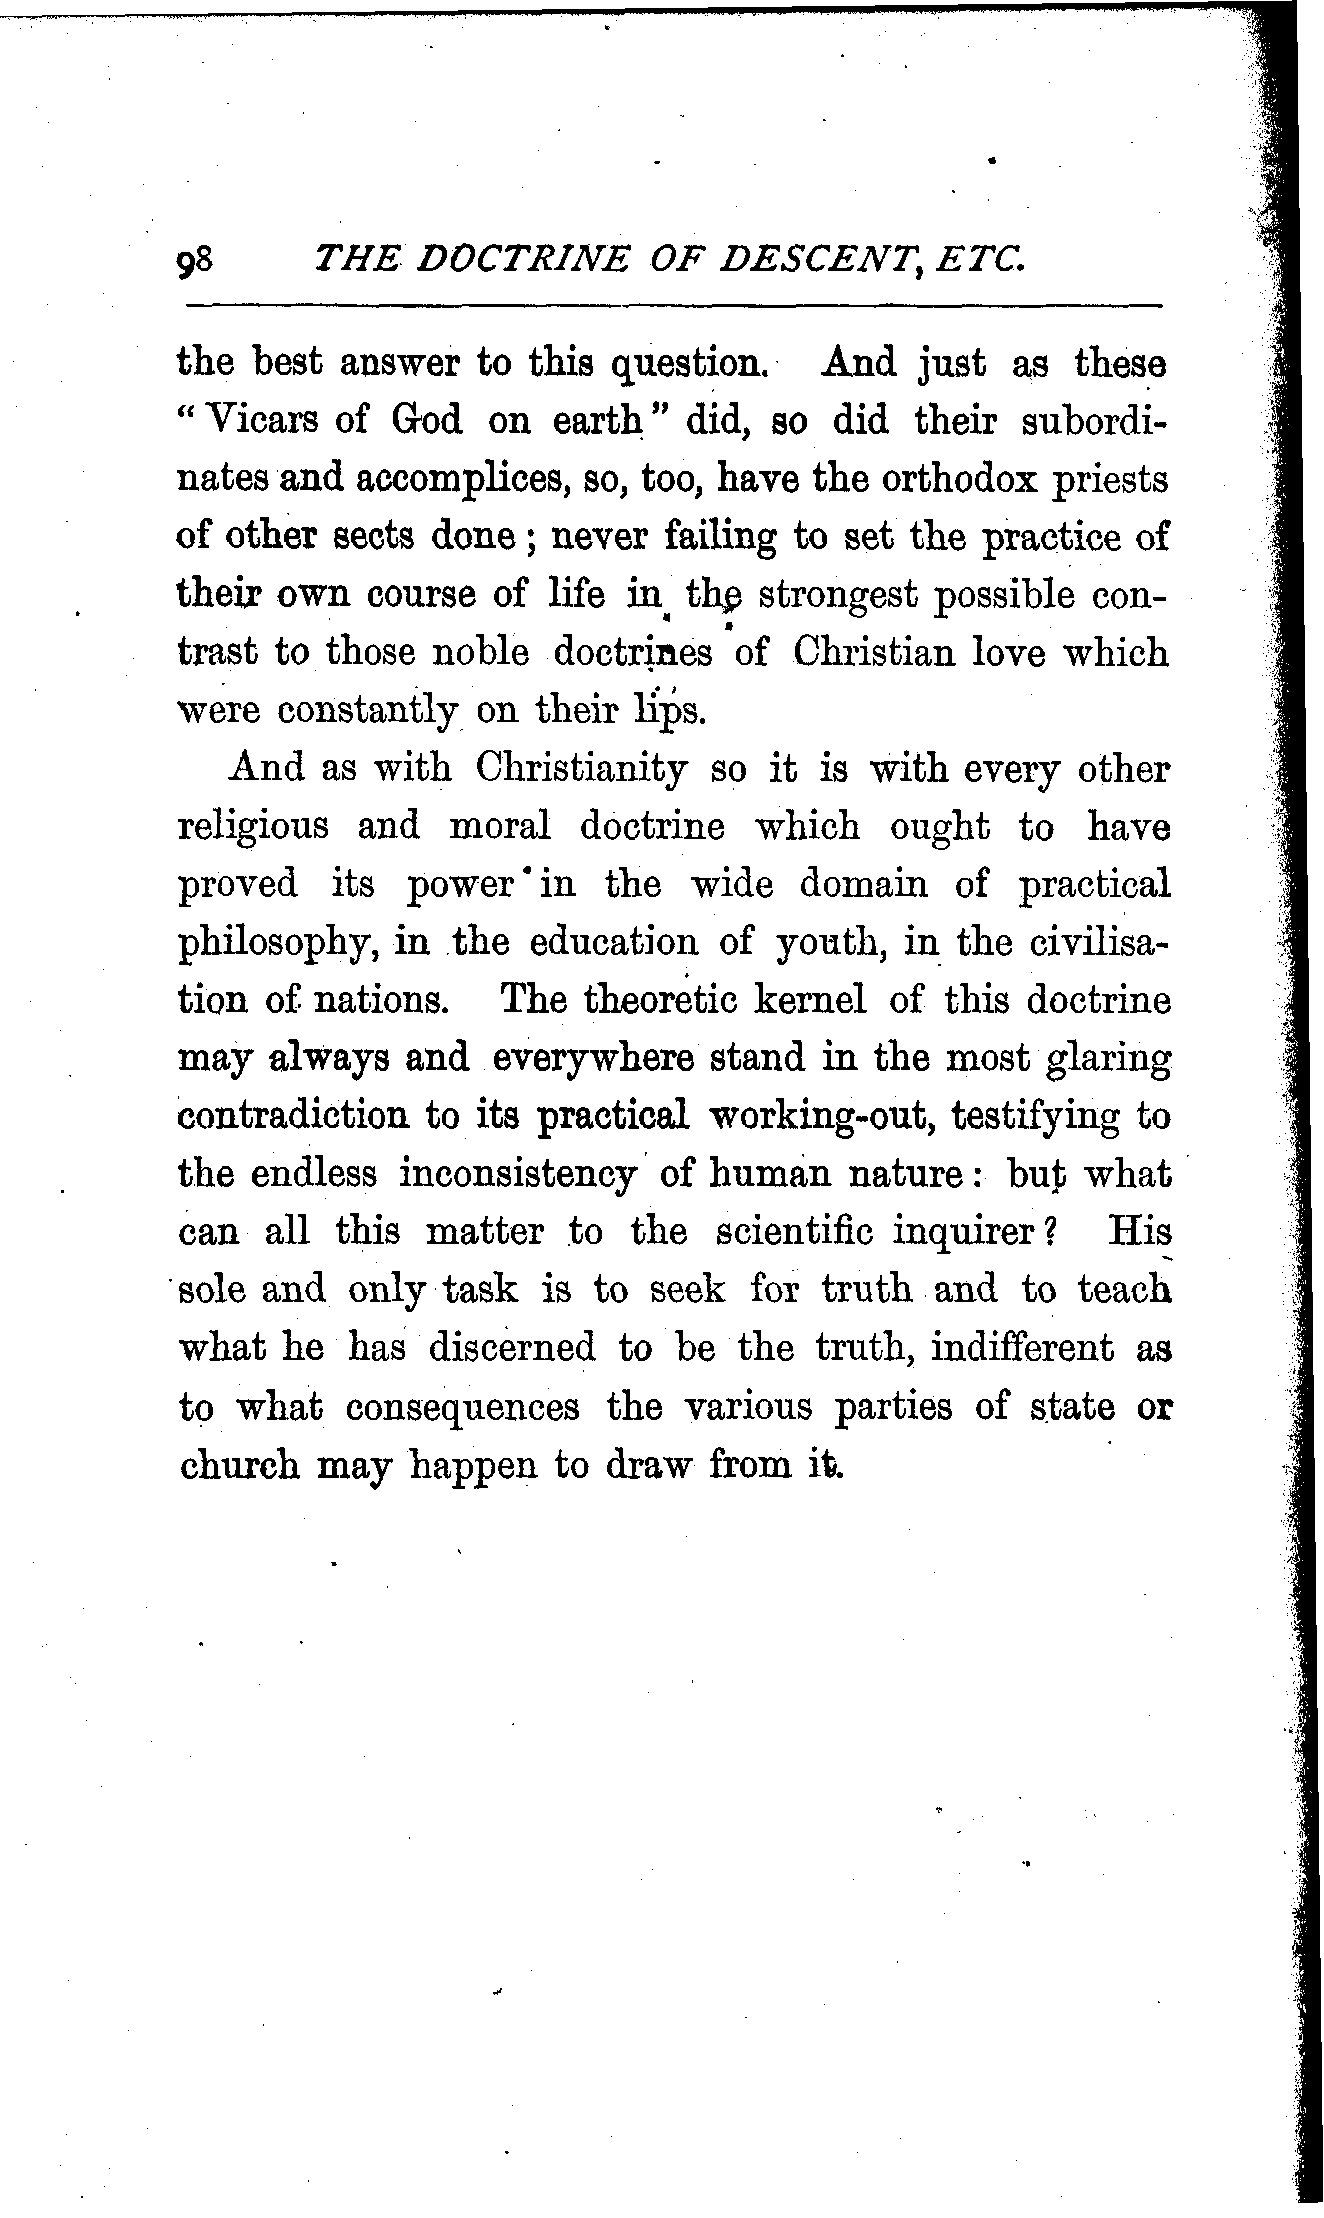 98 THE DOCTRINE OF DESCENT, ETC.
the best answer to this question. And just as these
“Vicars of God on earth” did, so did their subordi-
nates and accomplices, so, too, have the orthodox priests
of other sects done; never failing to set the practice of
their own course of life in the strongest possible con-
trast to those noble doctrines of Christian love which
were constantly on their lips.
And as with Christianity so it is with every other
religious and moral doctrine which ought to have
proved its power in the wide domain of practical
philosophy, in the education of youth, in the civilisa-
tion of nations. The theoretic kernel of this doctrine
may always and everywhere stand in the most glaring
contradiction to its practical working-out, testifying to
the endless inconsistency of human nature: but what
can all this matter to the scientific inquirer? His
sole and only task is to seek for truth and to teach
what he has discerned to be the truth, indifferent as
to what consequences the various parties of state or
church may happen to draw from it.